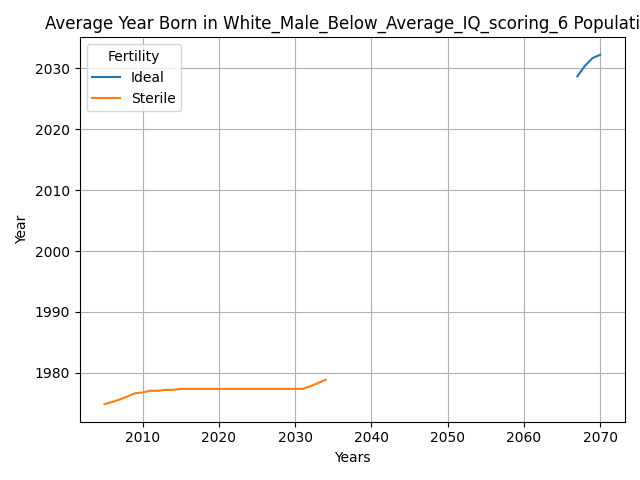 Average Year Born in White_Male_Below_Average_IQ_scoring_6 Populati
Fertility
Ideal
Sterile
2030
2020
2010
2000
1990
1980
Year
2010 2020 2030 2040 2050 2060 2070
Years